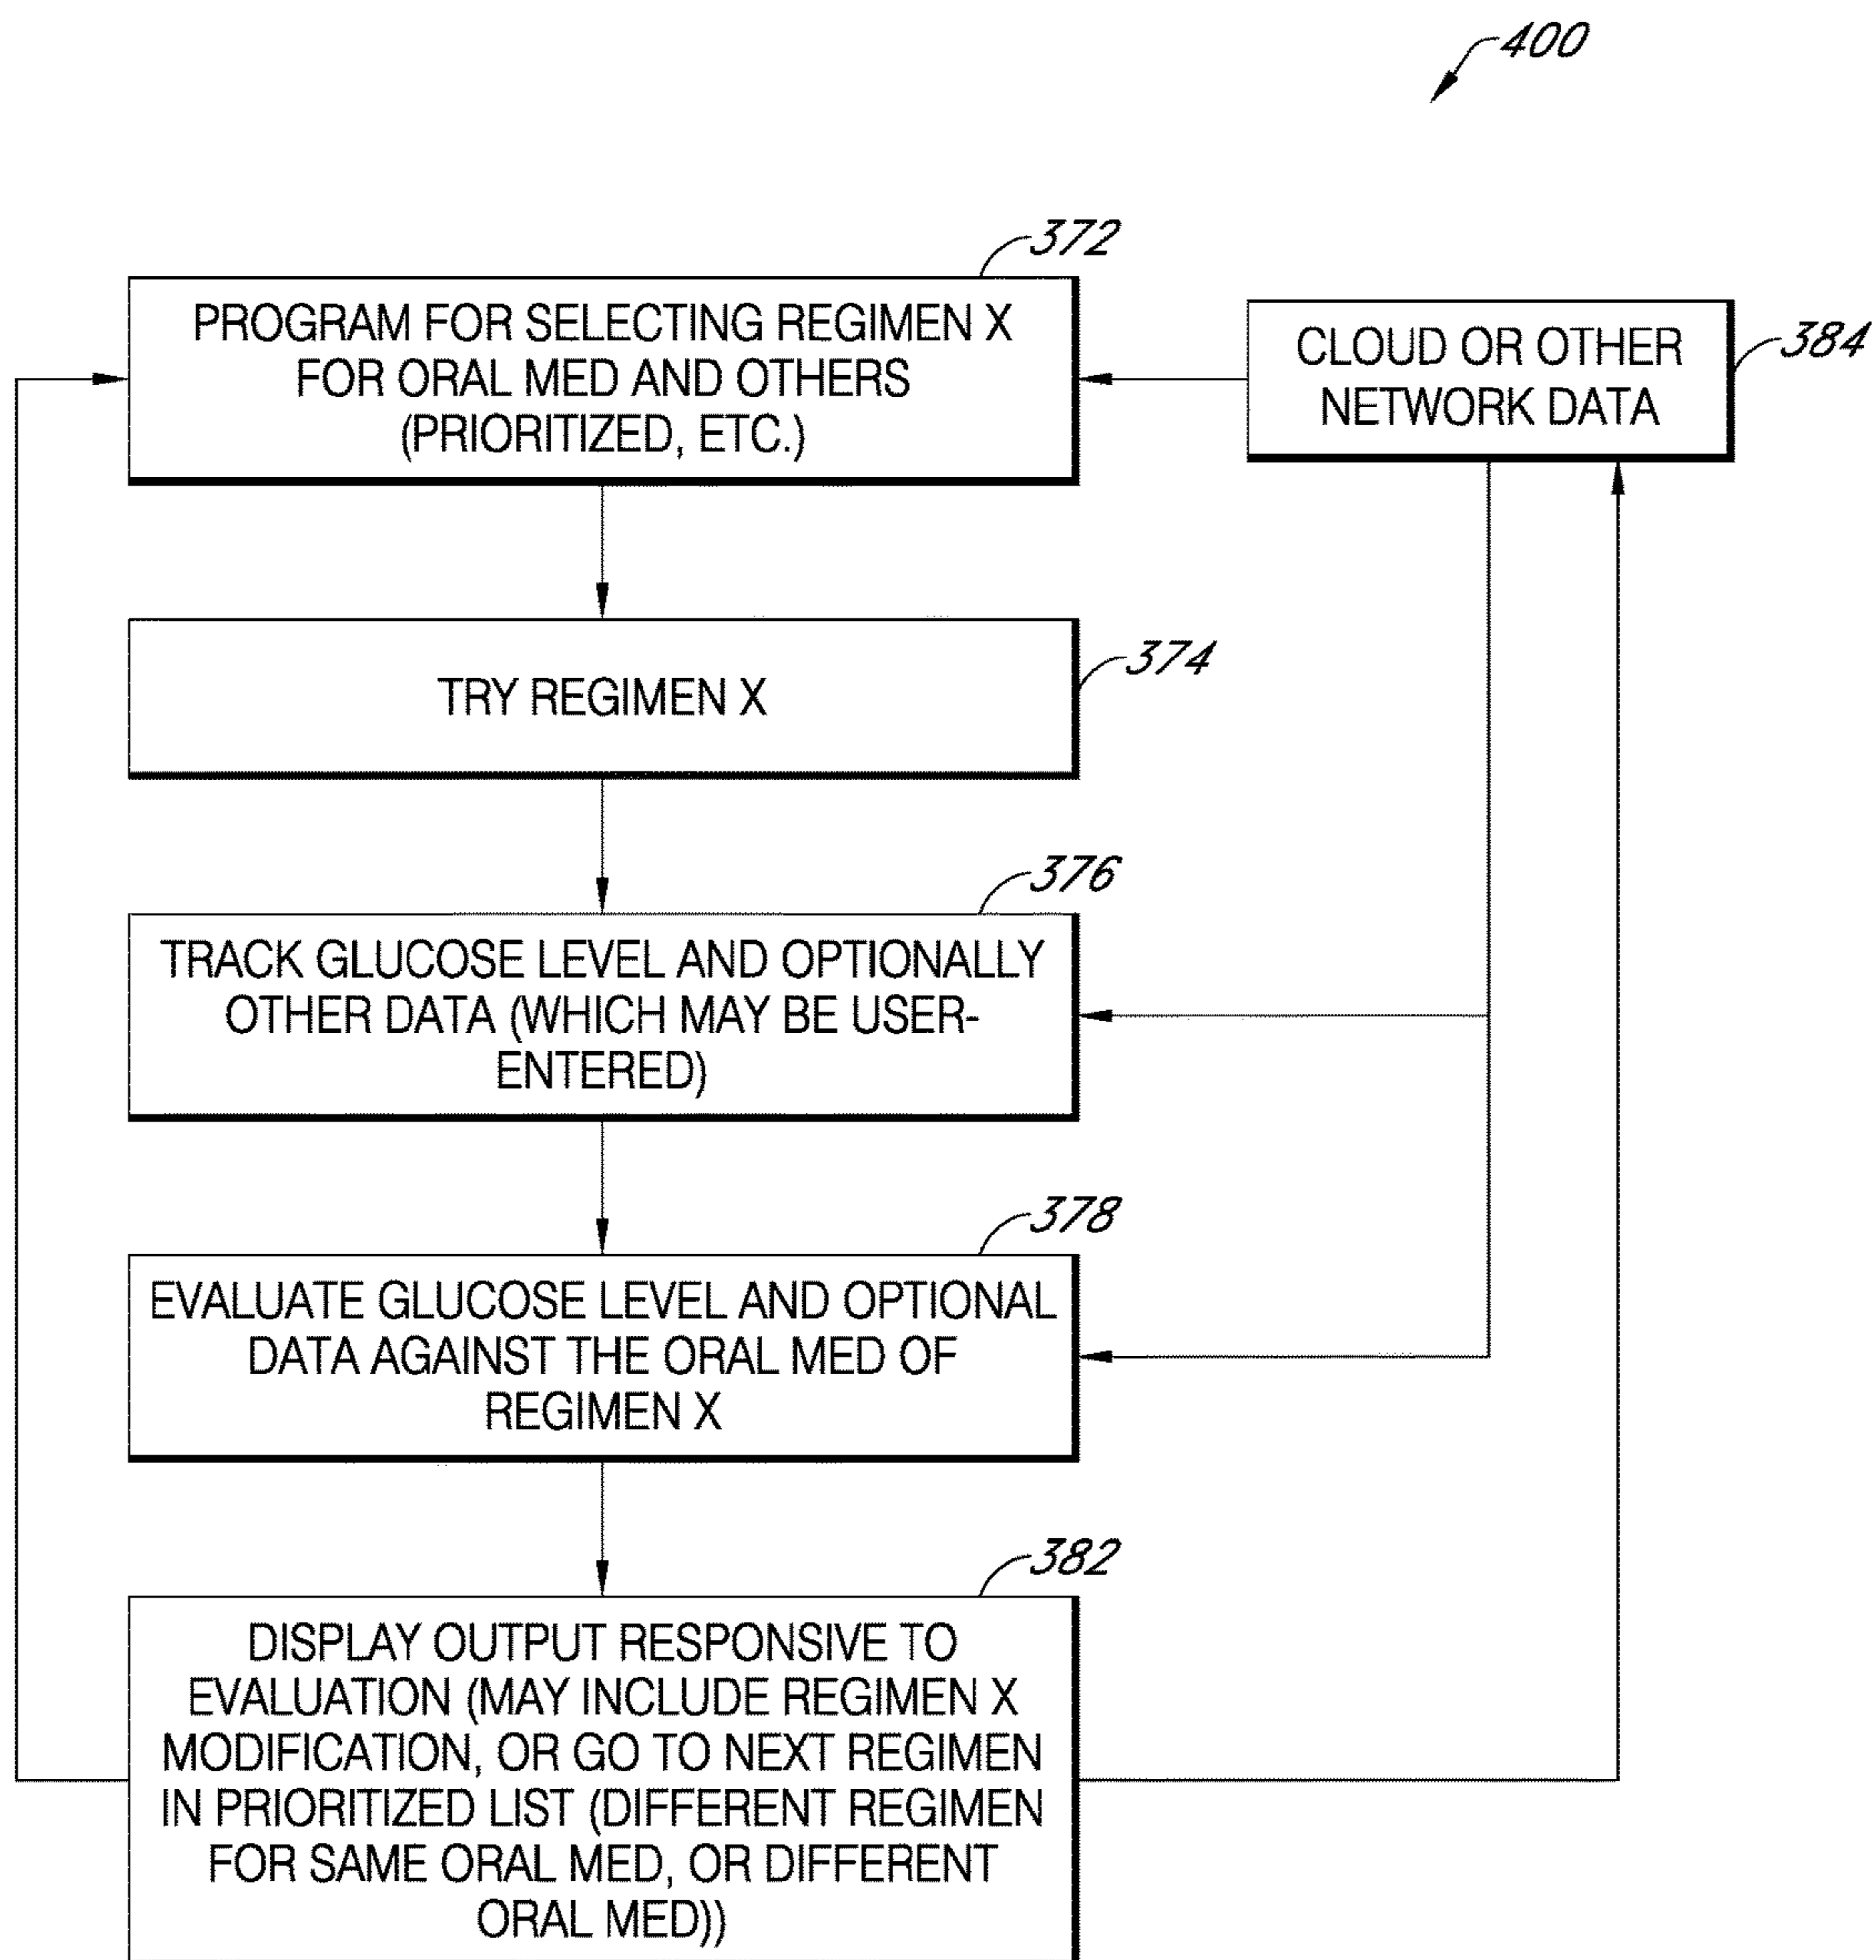 400
372
PROGRAM FOR SELECTING REGIMEN X
FOR ORAL MED AND OTHERS
(PRIORITIZED, ETC.)
CLOUD OR OTHER
NETWORK DATA
384
374
TRY REGIMEN X
376
TRACK GLUCOSE LEVEL AND OPTIONALLY
OTHER DATA (WHICH MAY BE USER-
ENTERED)
378
EVALUATE GLUCOSE LEVEL AND OPTIONAL
DATA AGAINST THE ORAL MED OF
REGIMEN X
382
DISPLAY OUTPUT RESPONSIVE TO
EVALUATION (MAY INCLUDE REGIMEN X
MODIFICATION, OR GO TO NEXT REGIMEN
IN PRIORITIZED LIST (DIFFERENT REGIMEN
FOR SAME ORAL MED, OR DIFFERENT
ORAL MED))